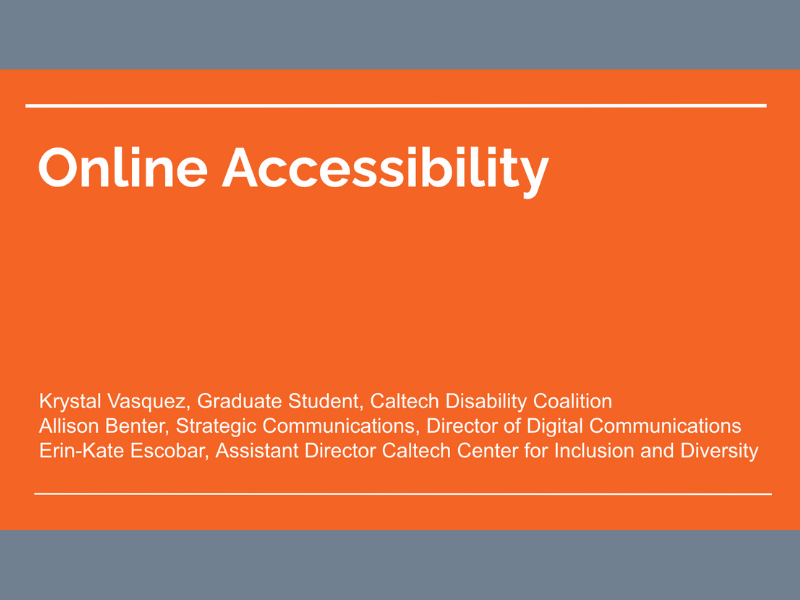 Online Accessibility
Krystal Vasquez, Graduate Student, Caltech Disability Coalition
Allison Benter, Strategic Communications, Director of Digital Communications
Erin-Kate Escobar, Assistant Director Caltech Center for Inclusion and Diversity